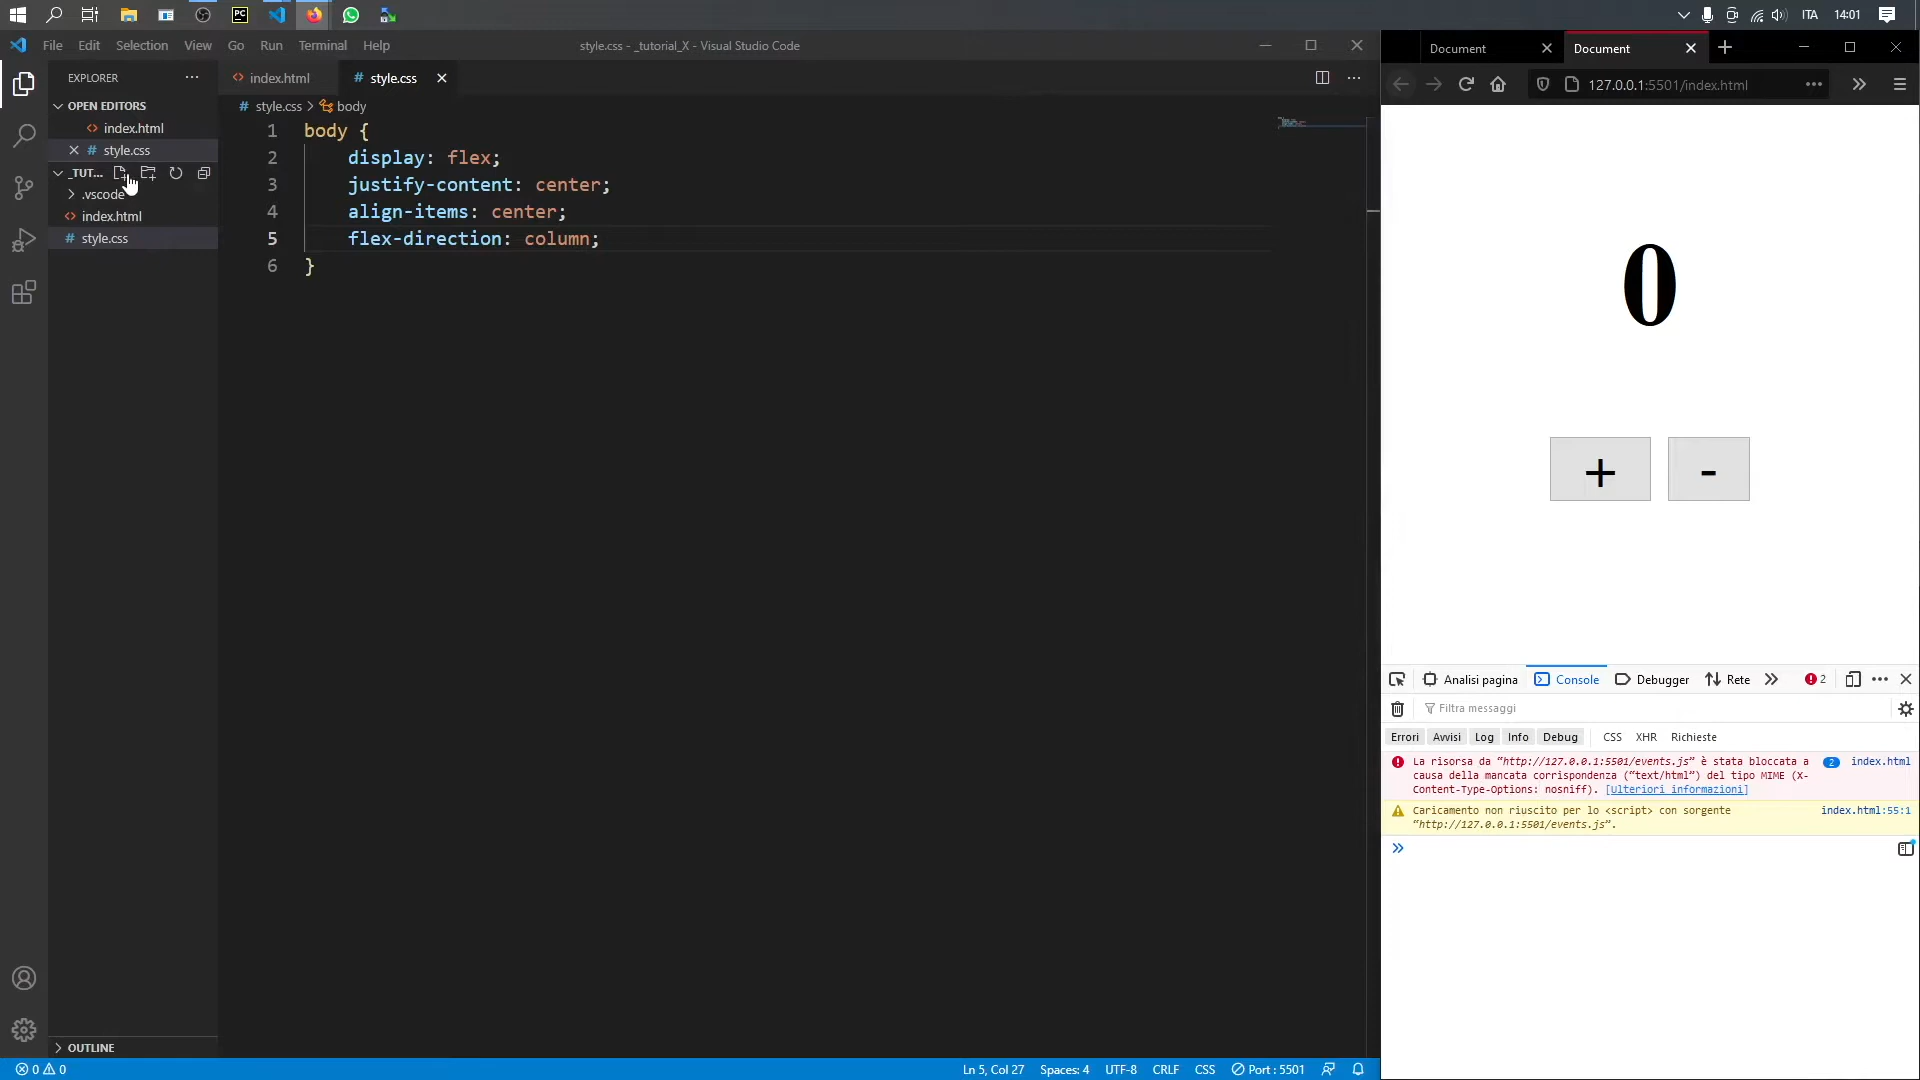 ITA
14:01
File Edit Selection View Go Run Terminal Help
style.css - _tutorial_X - Visual Studio Code
EXPLORER
OPEN EDITORS
index.html
style.css
_TUT...
.vscode
index.html
style.css
OUTLINE
index.html
style.css
style.css > body
1 body {
2 display: flex;
3 justify-content: center;
4 align-items: center;
5 flex-direction: column;
6 }
0 0
Ln 5, Col 27 Spaces: 4 UTF-8 CRLF CSS Port : 5501
Document
Document
127.0.0.1:5501/index.html
0
+ -
Analisi pagina Console Debugger Rete 2
Filtra messaggi
Errori Avvisi Log Info Debug CSS XHR Richieste
La risorsa da “http://127.0.0.1:5501/events.js” è stata bloccata a 2 index.html
causa della mancata corrispondenza (“text/html”) del tipo MIME (X-
Content-Type-Options: nosniff). [Ulteriori informazioni]
Caricamento non riuscito per lo <script> con sorgente index.html:55:1
“http://127.0.0.1:5501/events.js”.